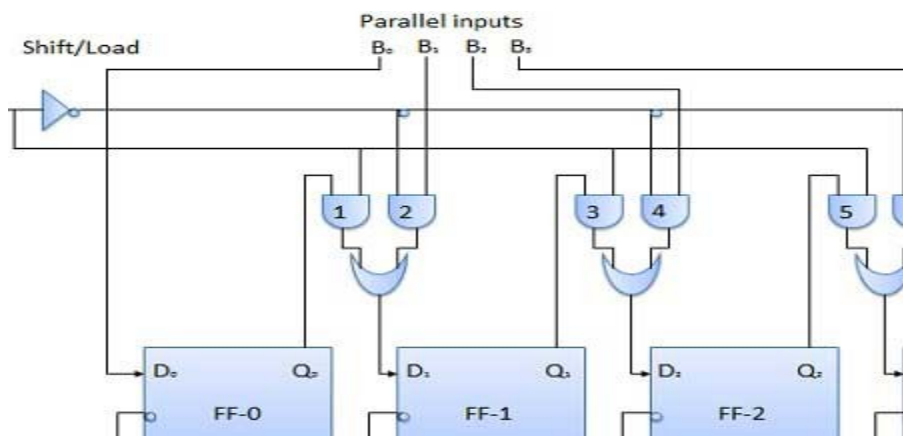 Parallel inputs
Shift/Load
B₀ B₁ B₂ B₃
1 2 3 4 5
D₀ Q₀ D₁ Q₁ D₂ Q₂
FF-0 FF-1 FF-2